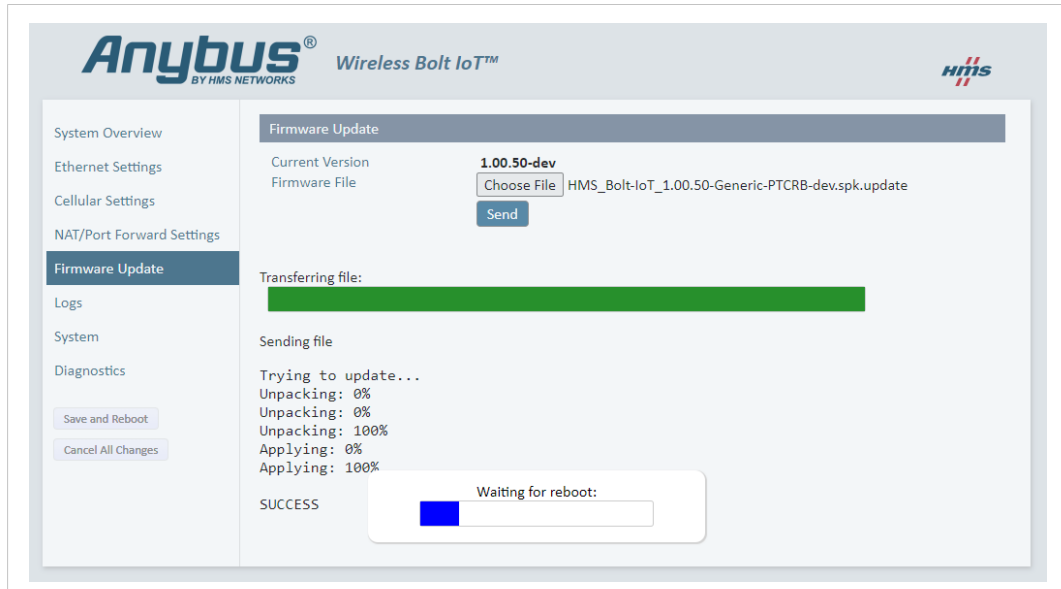 Anybus®
BY HMS NETWORKS
Wireless Bolt IoT™
HMS
System Overview
Ethernet Settings
Cellular Settings
NAT/Port Forward Settings
Firmware Update
Logs
System
Diagnostics
Save and Reboot
Cancel All Changes
Firmware Update
Current Version 1.00.50-dev
Firmware File Choose File HMS_Bolt-IoT_1.00.50-Generic-PTCRB-dev.spk.update
Send
Transferring file:
Sending file
Trying to update...
Unpacking: 0%
Unpacking: 0%
Unpacking: 100%
Applying: 0%
Applying: 100%
SUCCESS
Waiting for reboot: